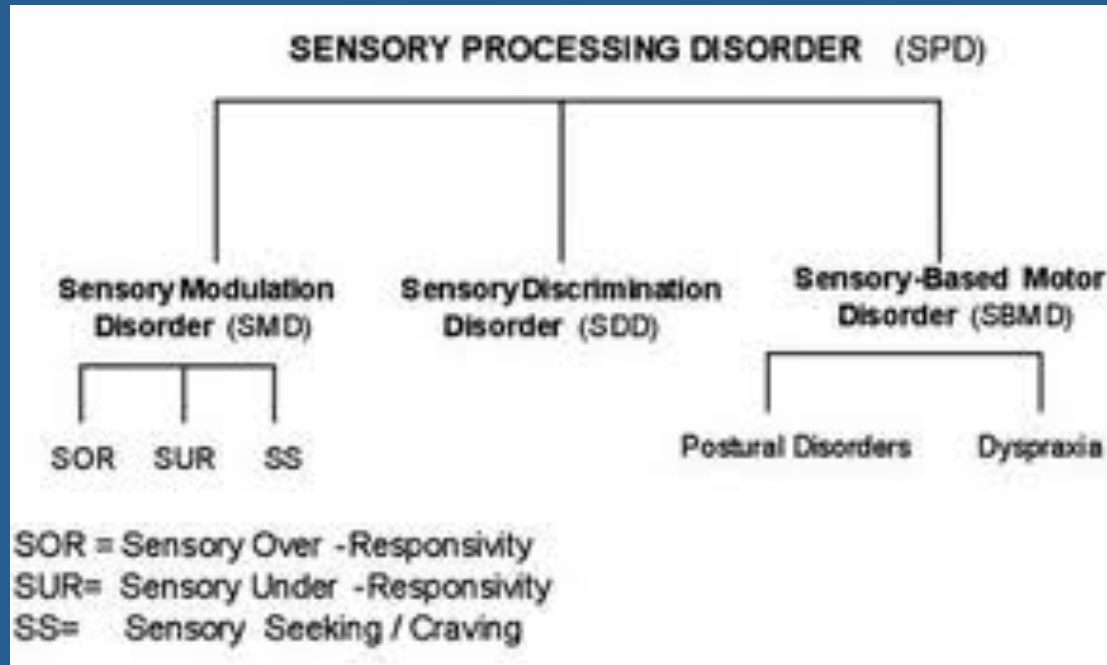 SENSORY PROCESSING DISORDER (SPD)
Sensory Modulation
Disorder (SMD)
Sensory Discrimination
Disorder (SDD)
Sensory-Based Motor
Disorder (SBMD)
SOR SUR SS
Postural Disorders Dyspraxia
SOR = Sensory Over -Responsivity
SUR= Sensory Under -Responsivity
SS= Sensory Seeking / Craving